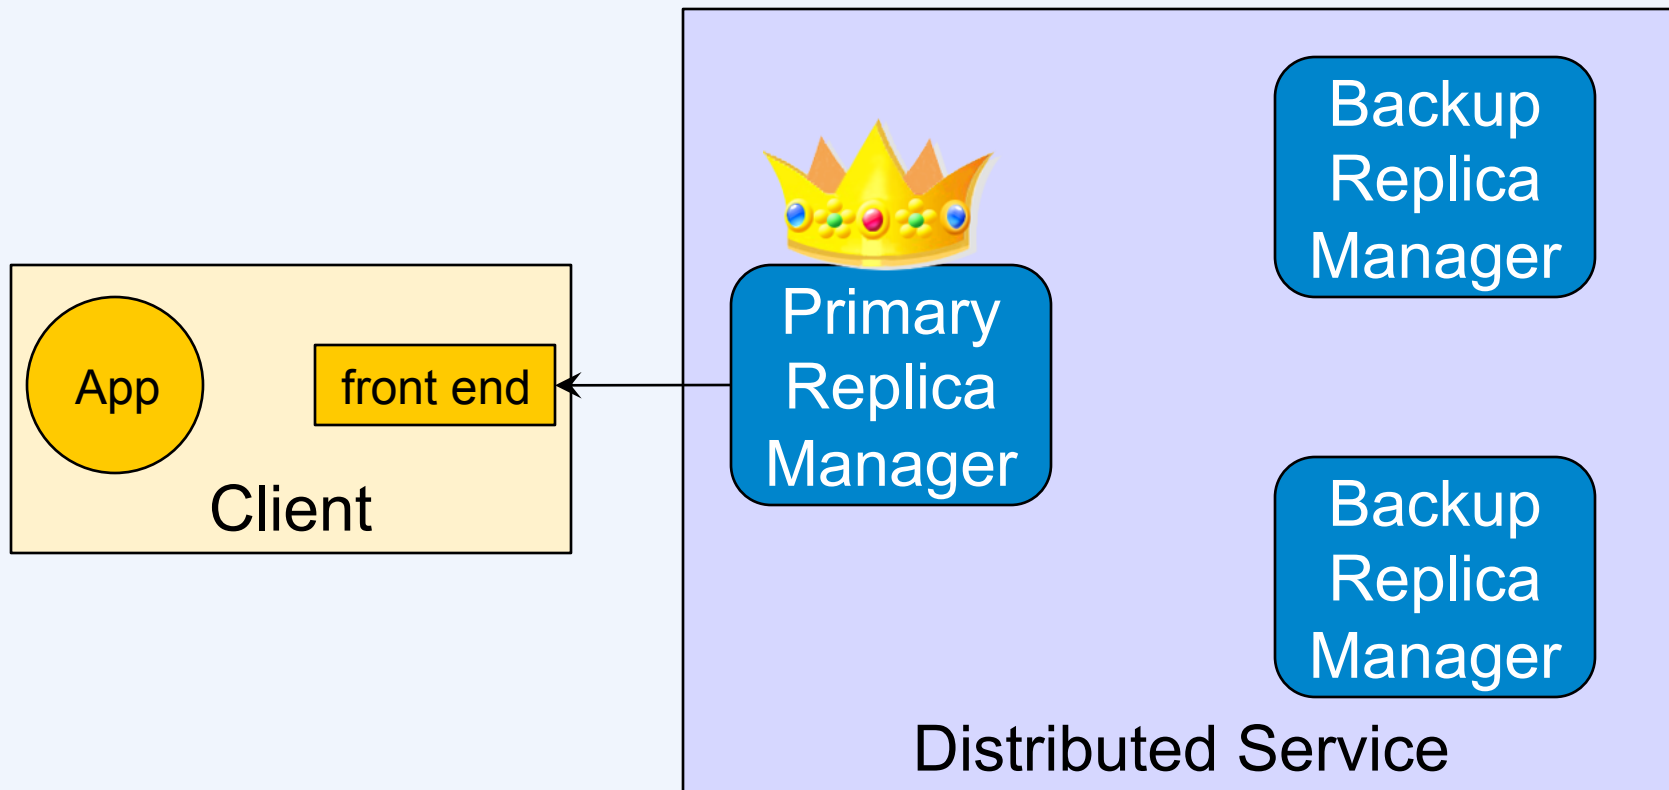 App
front end
Client
Primary
Replica
Manager
Backup
Replica
Manager
Backup
Replica
Manager
Distributed Service